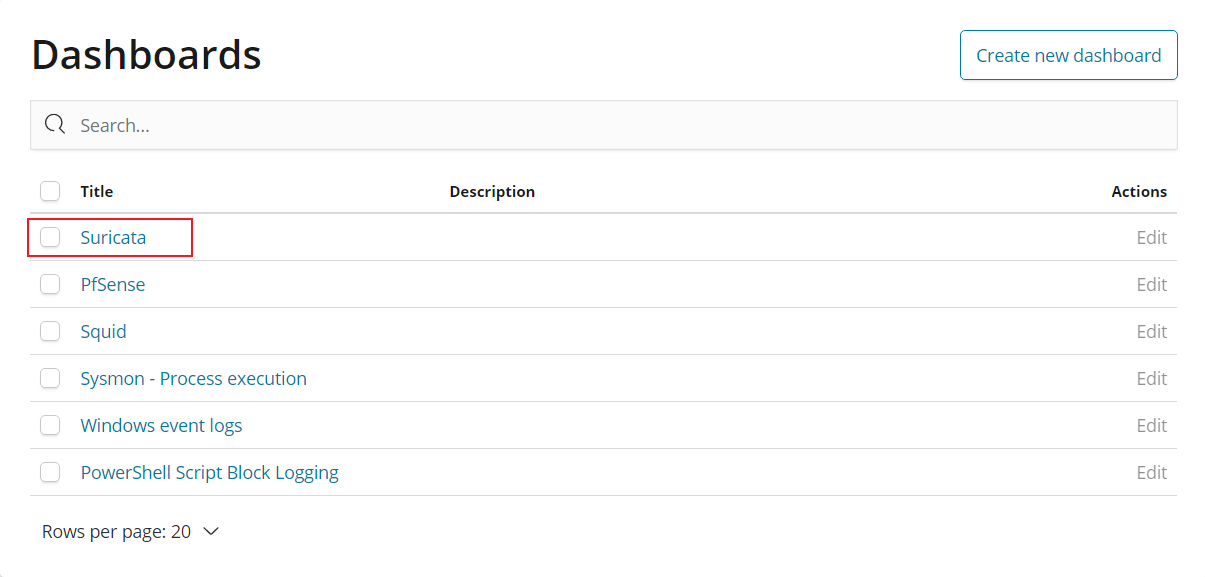 Dashboards
Create new dashboard
Search...
Title Description Actions
Suricata Edit
PfSense Edit
Squid Edit
Sysmon - Process execution Edit
Windows event logs Edit
PowerShell Script Block Logging Edit
Rows per page: 20